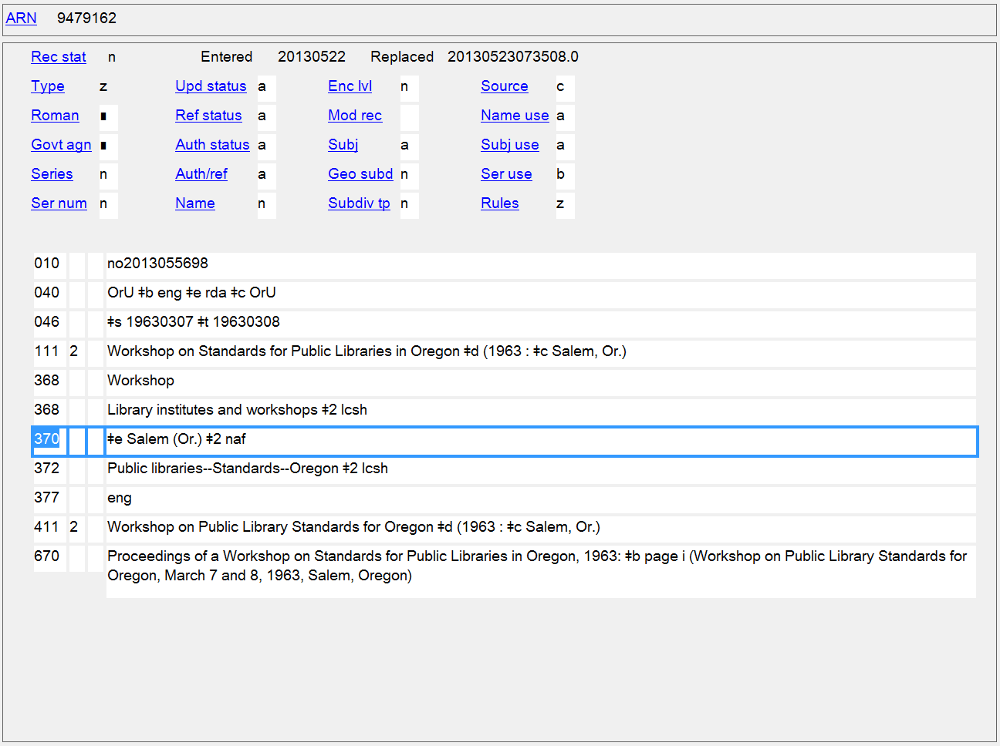 ARN 9479162
Rec stat n Entered 20130522 Replaced 20130523073508.0
Type z Upd status a Enc lvl n Source c
Roman ∎ Ref status a Mod rec Name use a
Govt agn ∎ Auth status a Subj a Subj use a
Series n Auth/ref a Geo subd n Ser use b
Ser num n Name n Subdiv tp n Rules z
010 no2013055698
040 OrU ǂb eng ǂe rda ǂc OrU
046 ǂs 19630307 ǂt 19630308
111 2 Workshop on Standards for Public Libraries in Oregon ǂd (1963 : ǂc Salem, Or.)
368 Workshop
368 Library institutes and workshops ǂ2 lcsh
370 ǂe Salem (Or.) ǂ2 naf
372 Public libraries--Standards--Oregon ǂ2 lcsh
377 eng
411 2 Workshop on Public Library Standards for Oregon ǂd (1963 : ǂc Salem, Or.)
670 Proceedings of a Workshop on Standards for Public Libraries in Oregon, 1963: ǂb page i (Workshop on Public Library Standards for
Oregon, March 7 and 8, 1963, Salem, Oregon)